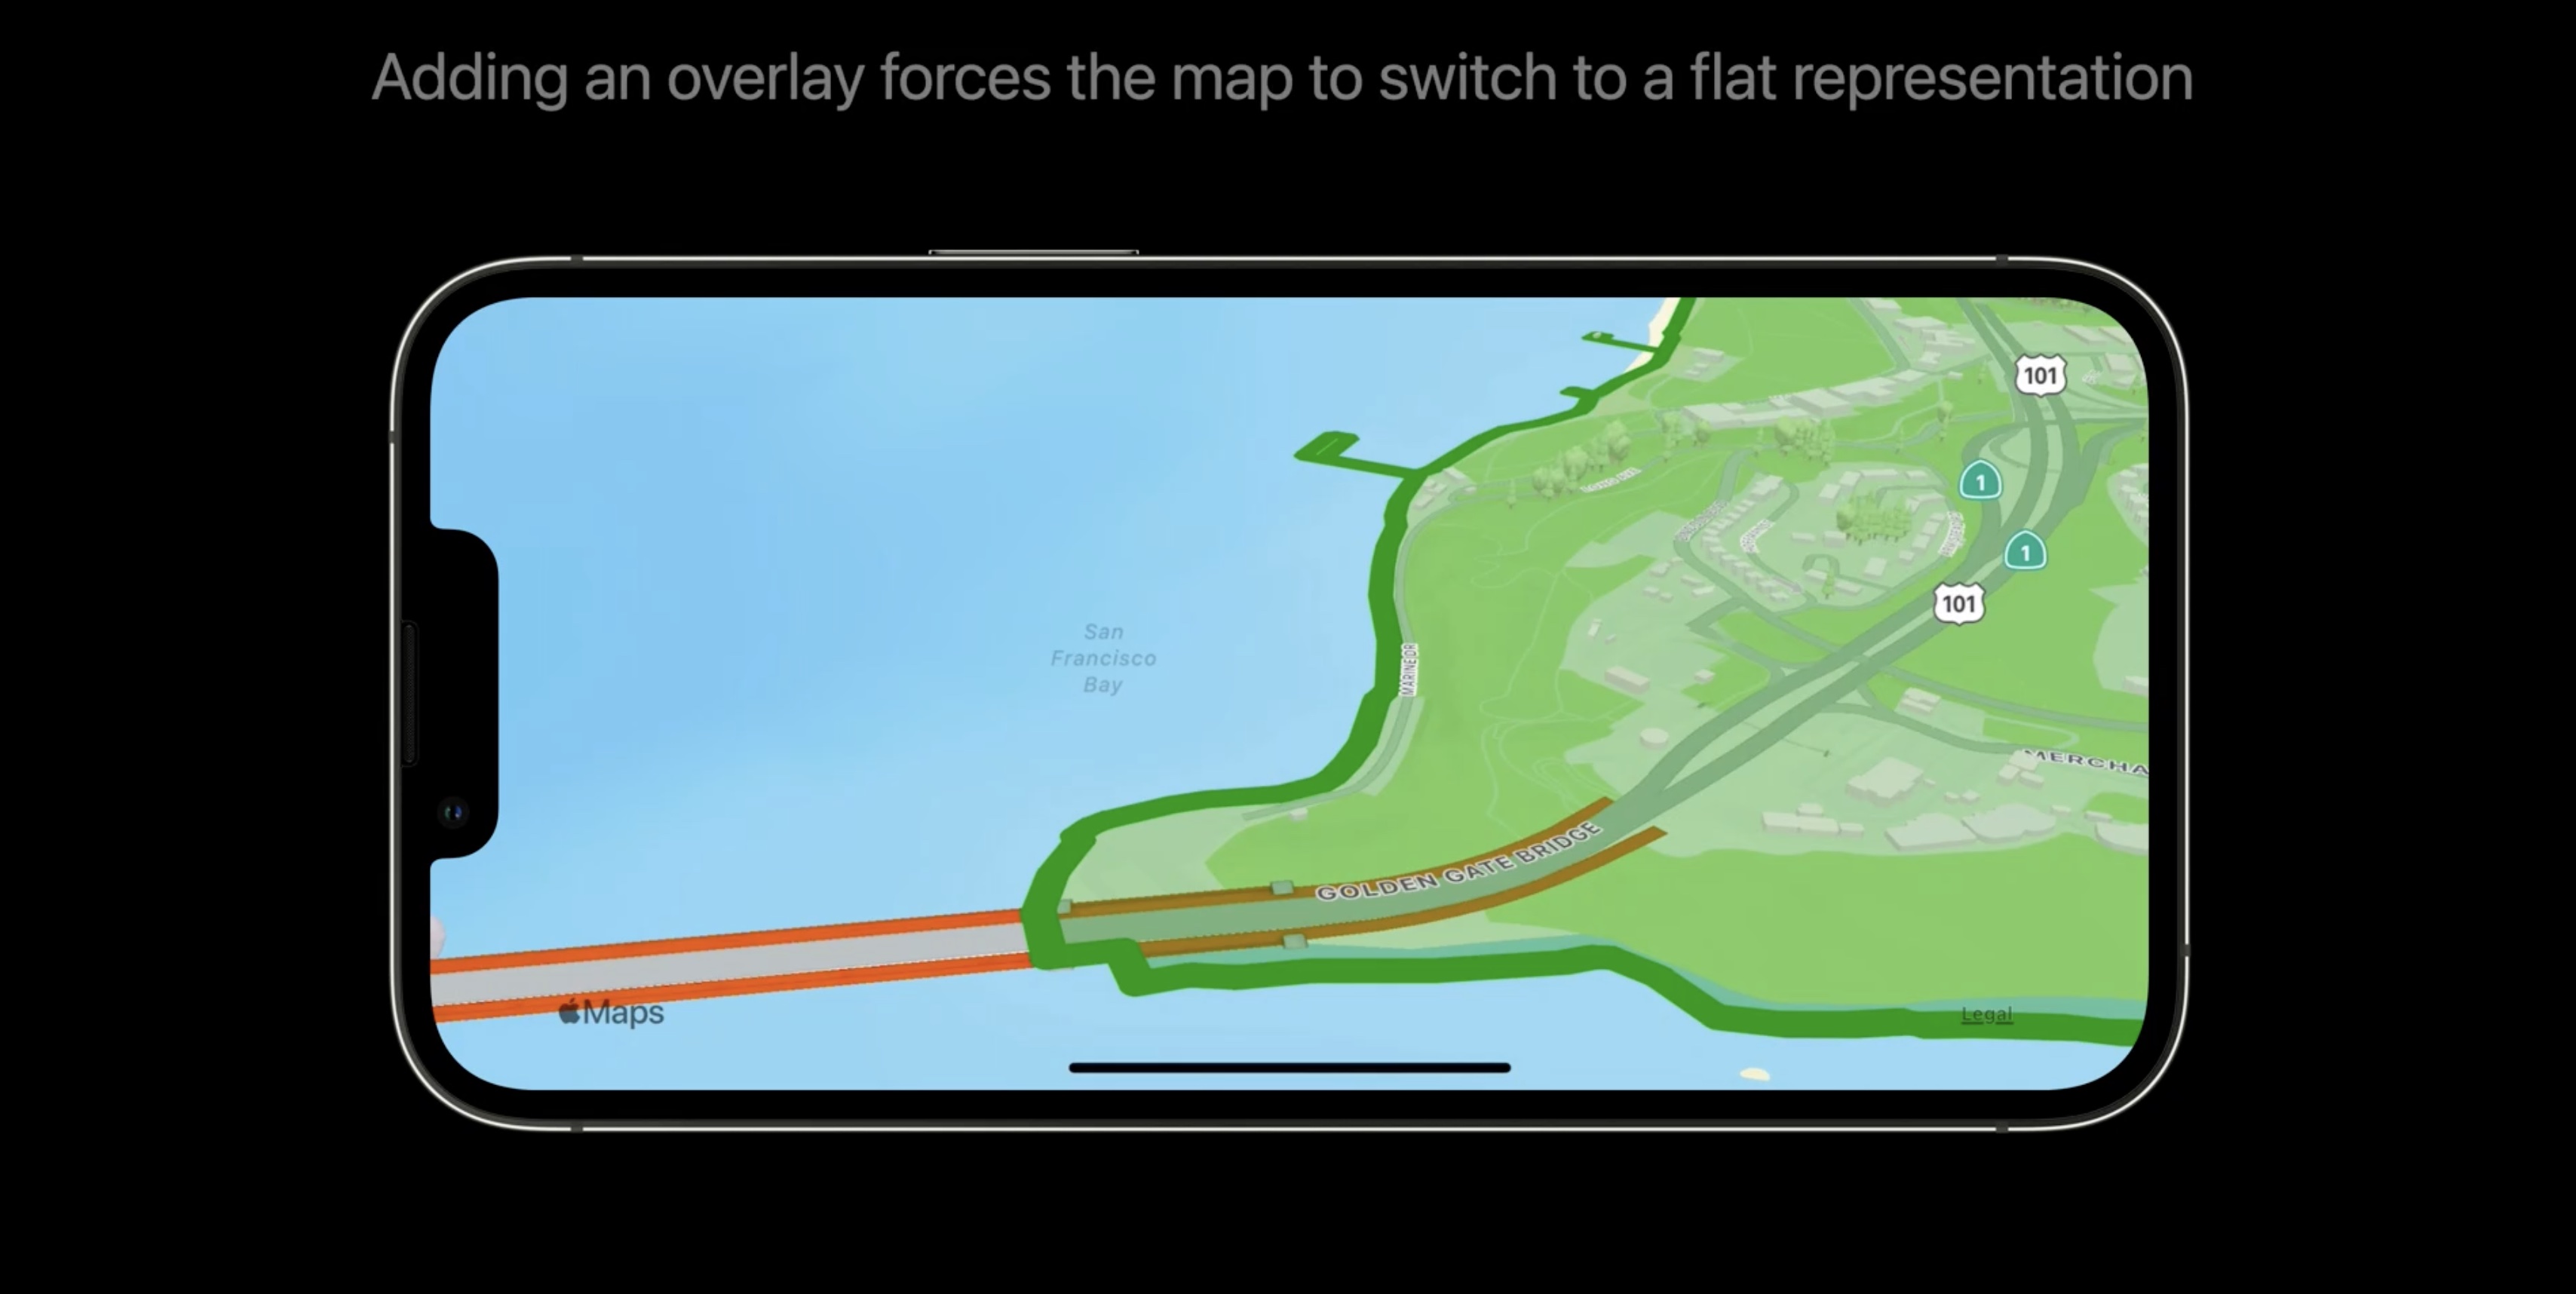 Adding an overlay forces the map to switch to a flat representation
101
1
1
101
San
Francisco
Bay
MARINE DR
MERCHA
GOLDEN GATE BRIDGE
Maps
Legal